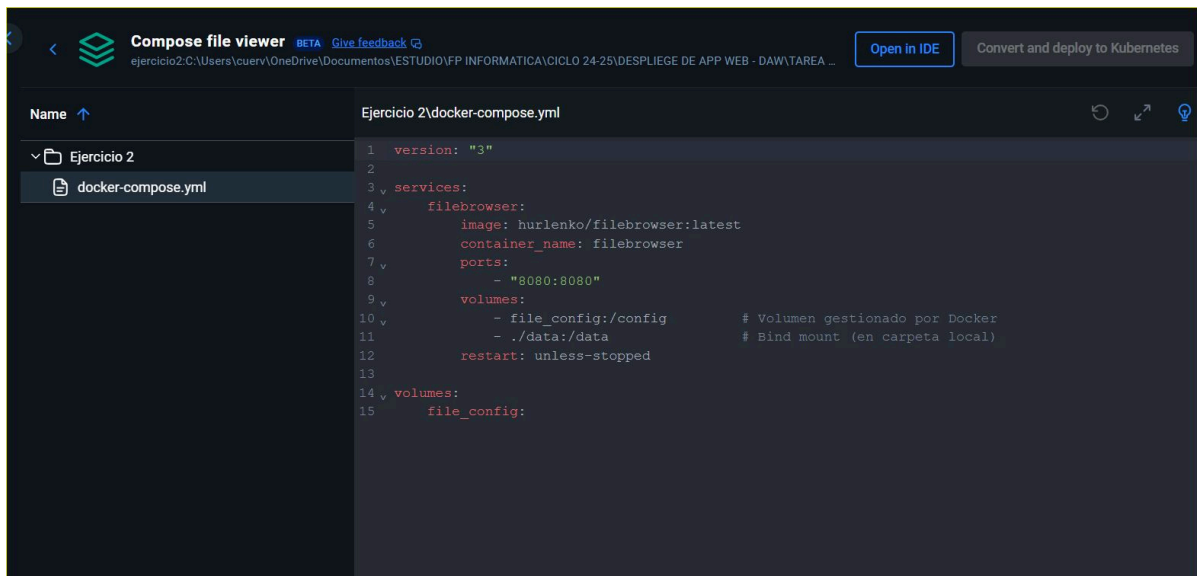 Compose file viewer BETA Give feedback
ejercicio2:C:\Users\cuerv\OneDrive\Documentos\ESTUDIO\FP INFORMATICA\CICLO 24-25\DESPLIEGE DE APP WEB - DAW\TAREA ...
Open in IDE
Convert and deploy to Kubernetes
Name
Ejercicio 2
docker-compose.yml
Ejercicio 2\docker-compose.yml
1 version: "3"
2
3 services:
4     filebrowser:
5         image: hurlenko/filebrowser:latest
6         container_name: filebrowser
7         ports:
8             - "8080:8080"
9         volumes:
10             - file_config:/config         # Volumen gestionado por Docker
11             - ./data:/data                # Bind mount (en carpeta local)
12         restart: unless-stopped
13
14 volumes:
15     file_config: